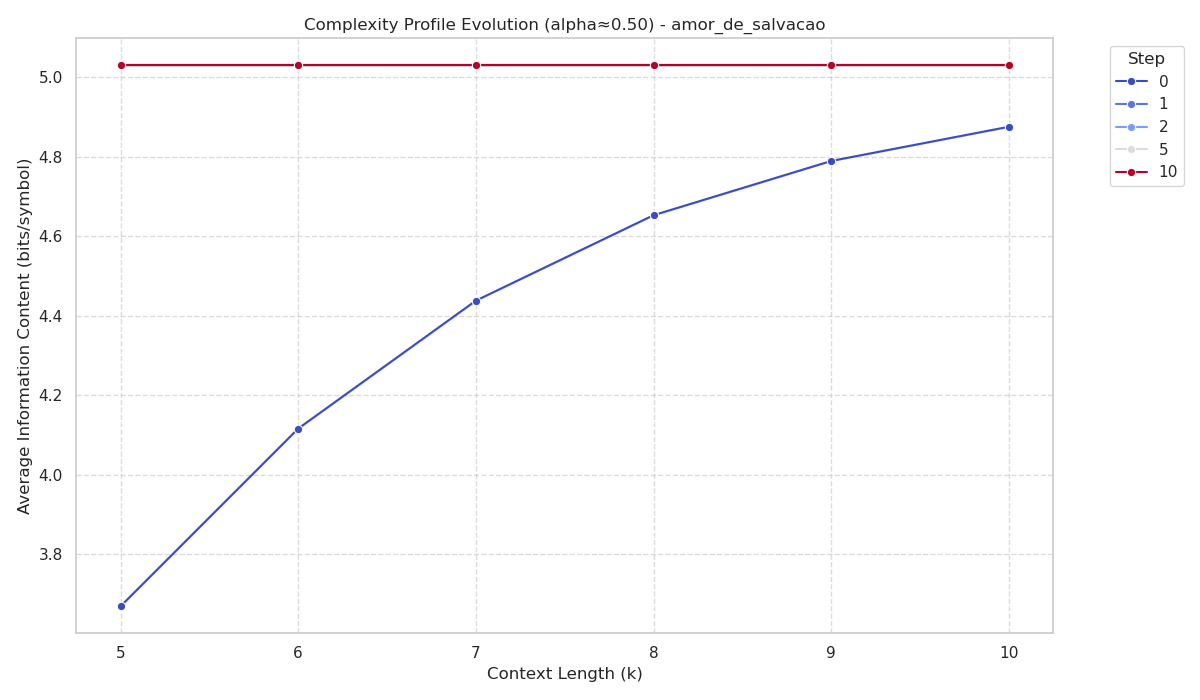 Complexity Profile Evolution (alpha≈0.50) - amor_de_salvacao
Step
0
1
2
5
10
Average Information Content (bits/symbol)
5.0
4.8
4.6
4.4
4.2
4.0
3.8
5 6 7 8 9 10
Context Length (k)